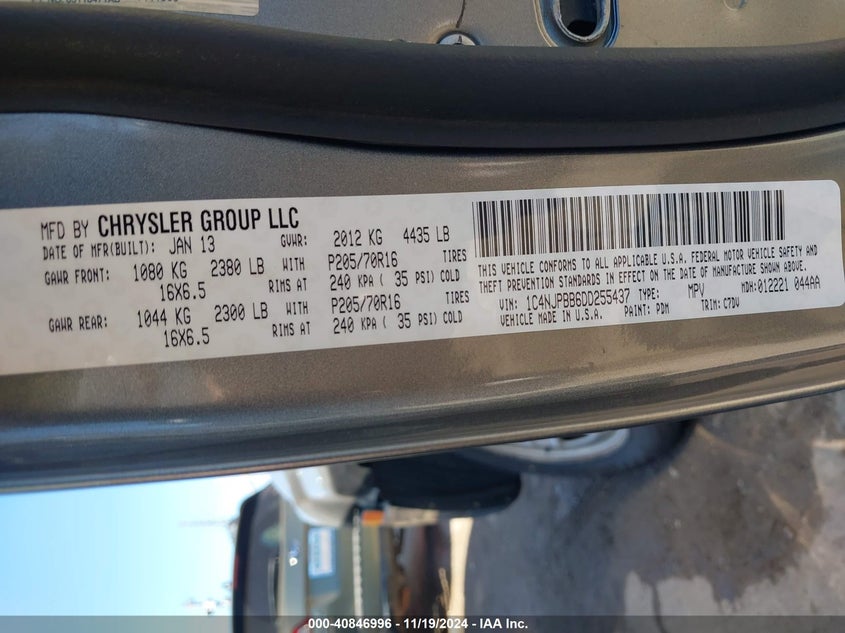 MFD BY CHRYSLER GROUP LLC
DATE OF MFR(BUILT): JAN 13 GVWR: 2012 KG 4435 LB
GAWR FRONT: 1080 KG 2380 LB WITH P205/70R16 TIRES
16X6.5 RIMS AT 240 KPA ( 35 PSI) COLD
GAWR REAR: 1044 KG 2300 LB WITH P205/70R16 TIRES
16X6.5 RIMS AT 240 KPA ( 35 PSI) COLD
THIS VEHICLE CONFORMS TO ALL APPLICABLE U.S.A. FEDERAL MOTOR VEHICLE SAFETY AND
THEFT PREVENTION STANDARDS IN EFFECT ON THE DATE OF MANUFACTURE SHOWN ABOVE.
VIN: 1C4NJPBB6DD255437 TYPE: MPV MDH:012221 044AA
VEHICLE MADE IN U.S.A. PAINT: PDM TRIM: C7DV
000-40846996 - 11/19/2024 - IAA Inc.